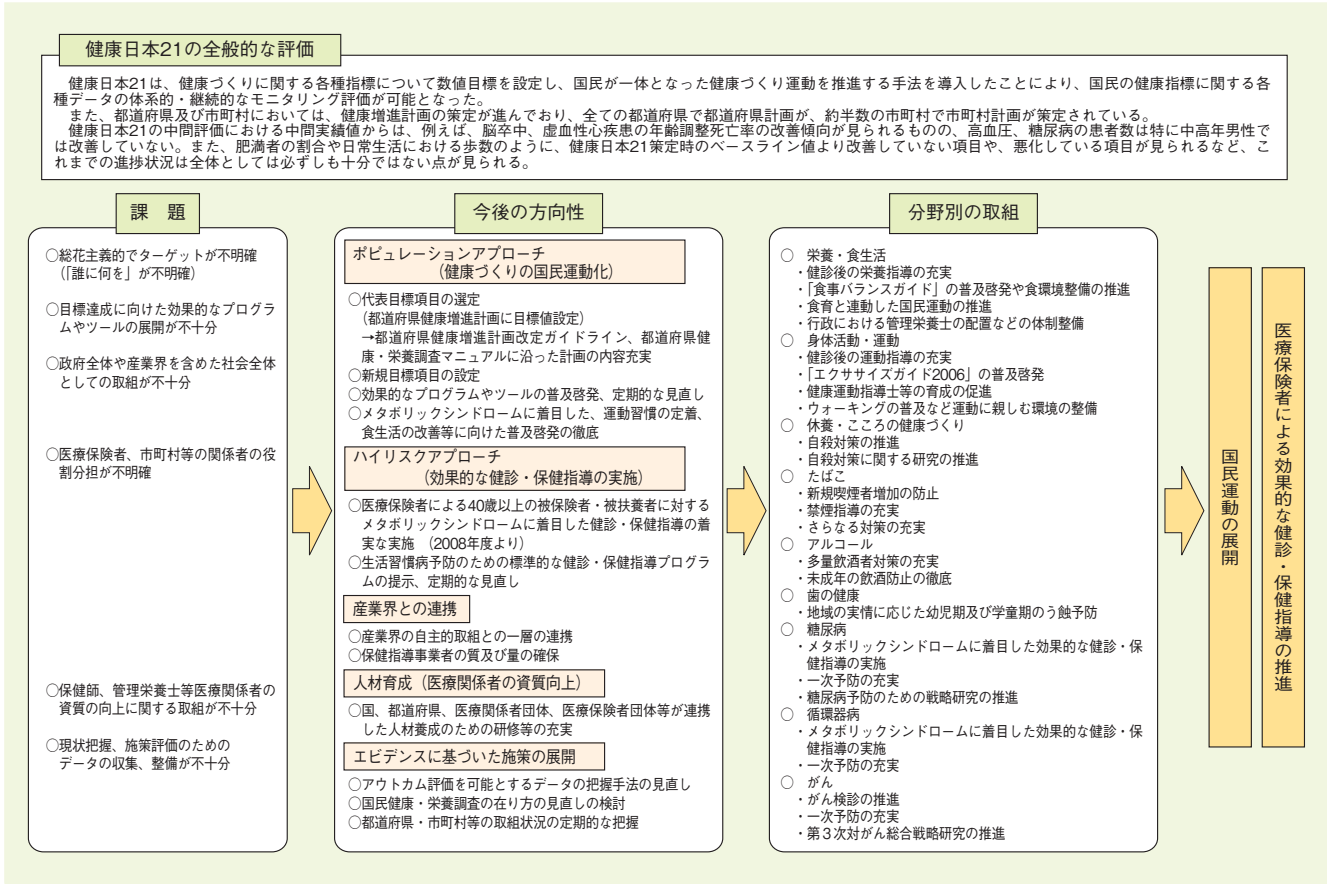 健康日本21の全般的な評価
健康日本21は、健康づくりに関する各種指標について数値目標を設定し、国民が一体となった健康づくり運動を推進する手法を導入したことにより、国民の健康指標に関する各
種データの体系的・継続的なモニタリング評価が可能となった。
また、都道府県及び市町村においては、健康増進計画の策定が進んでおり、全ての都道府県で都道府県計画が、約半数の市町村で市町村計画が策定されている。
健康日本21の中間評価における中間実績値からは、例えば、脳卒中、虚血性心疾患の年齢調整死亡率の改善傾向が見られるものの、高血圧、糖尿病の患者数は特に中高年男性で
は改善していない。また、肥満者の割合や日常生活における歩数のように、健康日本21策定時のベースライン値より改善していない項目や、悪化している項目が見られるなど、こ
れまでの進捗状況は全体としては必ずしも十分ではない点が見られる。
課 題
○総花主義的でターゲットが不明確
（「誰に何を」が不明確）
○目標達成に向けた効果的なプログラ
ムやツールの展開が不十分
○政府全体や産業界を含めた社会全体
としての取組が不十分
○医療保険者、市町村等の関係者の役
割分担が不明確
○保健師、管理栄養士等医療関係者の
資質の向上に関する取組が不十分
○現状把握、施策評価のための
データの収集、整備が不十分
今後の方向性
ポピュレーションアプローチ
（健康づくりの国民運動化）
○代表目標項目の選定
（都道府県健康増進計画に目標値設定）
→都道府県健康増進計画改定ガイドライン、都道府県健
康・栄養調査マニュアルに沿った計画の内容充実
○新規目標項目の設定
○効果的なプログラムやツールの普及啓発、定期的な見直し
○メタボリックシンドロームに着目した、運動習慣の定着、
食生活の改善等に向けた普及啓発の徹底
ハイリスクアプローチ
（効果的な健診・保健指導の実施）
○医療保険者による40歳以上の被保険者・被扶養者に対する
メタボリックシンドロームに着目した健診・保健指導の着
実な実施 （2008年度より）
○生活習慣病予防のための標準的な健診・保健指導プログラ
ムの提示、定期的な見直し
産業界との連携
○産業界の自主的取組との一層の連携
○保健指導事業者の質及び量の確保
人材育成（医療関係者の資質向上）
○国、都道府県、医療関係者団体、医療保険者団体等が連携
した人材養成のための研修等の充実
エビデンスに基づいた施策の展開
○アウトカム評価を可能とするデータの把握手法の見直し
○国民健康・栄養調査の在り方の見直しの検討
○都道府県・市町村等の取組状況の定期的な把握
分野別の取組
○ 栄養・食生活
・健診後の栄養指導の充実
・「食事バランスガイド」の普及啓発や食環境整備の推進
・食育と連動した国民運動の推進
・行政における管理栄養士の配置などの体制整備
○ 身体活動・運動
・健診後の運動指導の充実
・「エクササイズガイド2006」の普及啓発
・健康運動指導士等の育成の促進
・ウォーキングの普及など運動に親しむ環境の整備
○ 休養・こころの健康づくり
・自殺対策の推進
・自殺対策に関する研究の推進
○ たばこ
・新規喫煙者増加の防止
・禁煙指導の充実
・さらなる対策の充実
○ アルコール
・多量飲酒者対策の充実
・未成年の飲酒防止の徹底
○ 歯の健康
・地域の実情に応じた幼児期及び学童期のう蝕予防
○ 糖尿病
・メタボリックシンドロームに着目した効果的な健診・保
健指導の実施
・一次予防の充実
・糖尿病予防のための戦略研究の推進
○ 循環器病
・メタボリックシンドロームに着目した効果的な健診・保
健指導の実施
・一次予防の充実
○ がん
・がん検診の推進
・一次予防の充実
・第３次対がん総合戦略研究の推進
医療保険者による効果的な健診・保健指導の推進
国民運動の展開